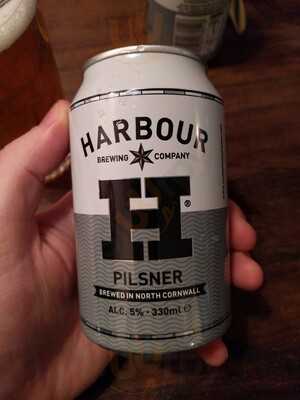 HARBOUR
BREWING COMPANY
H®
PILSNER
BREWED IN NORTH CORNWALL
ALC. 5% - 330ml e